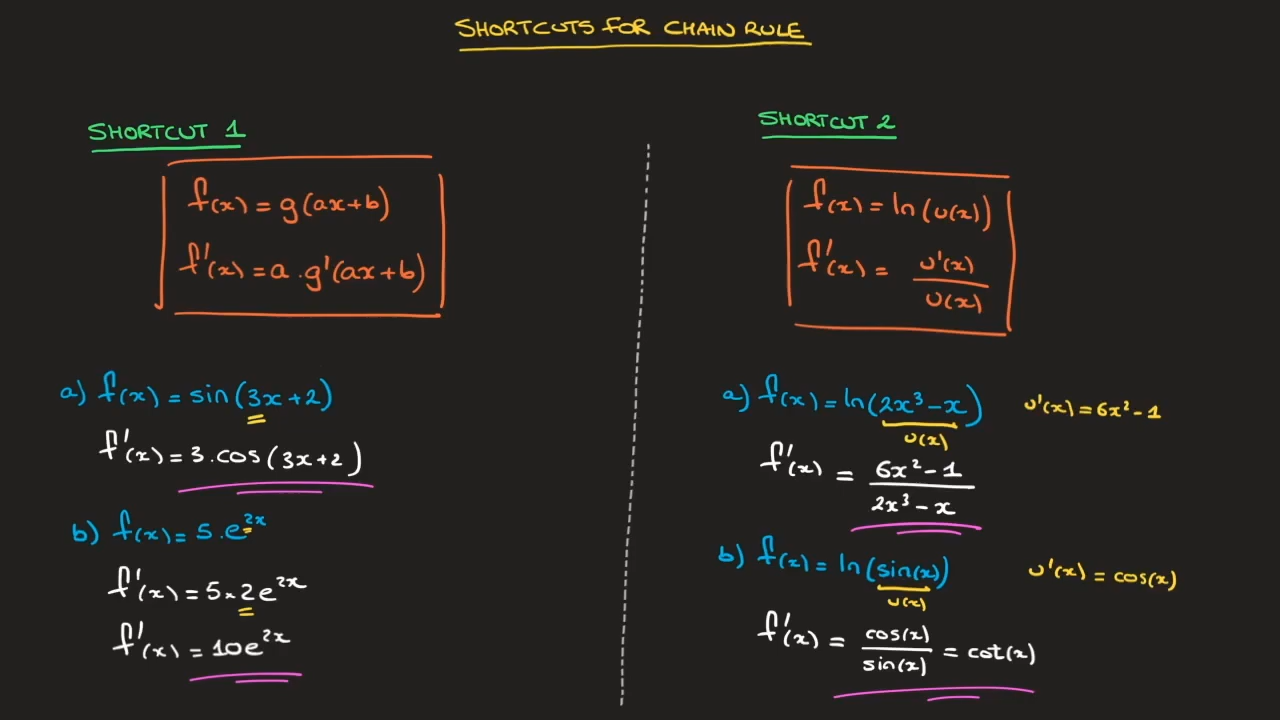 SHORTCUTS FOR CHAIN RULE
SHORTCUT 1
f(x) = g(ax+b)
f'(x) = a . g'(ax+b)
a) f(x) = sin(3x+2)
f'(x) = 3 . cos(3x+2)
b) f(x) = 5 . e^2x
f'(x) = 5 × 2e^2x
f'(x) = 10e^2x
SHORTCUT 2
f(x) = ln(u(x))
f'(x) = u'(x) / u(x)
a) f(x) = ln(2x³ - x) u'(x) = 6x² - 1
u(x)
f'(x) = 6x² - 1 / 2x³ - x
b) f(x) = ln(sin(x)) u'(x) = cos(x)
u(x)
f'(x) = cos(x) / sin(x) = cot(x)